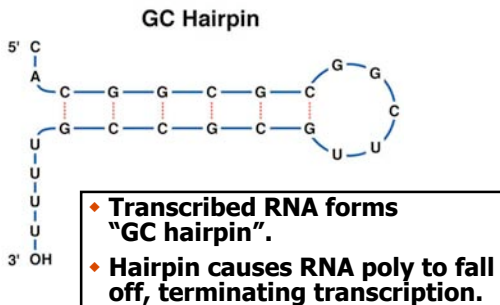 GC Hairpin
5' C
A C G G C G C G G C
G C C G C G U U
U
U
U
U
3' OH
Transcribed RNA forms
“GC hairpin”.
Hairpin causes RNA poly to fall
off, terminating transcription.